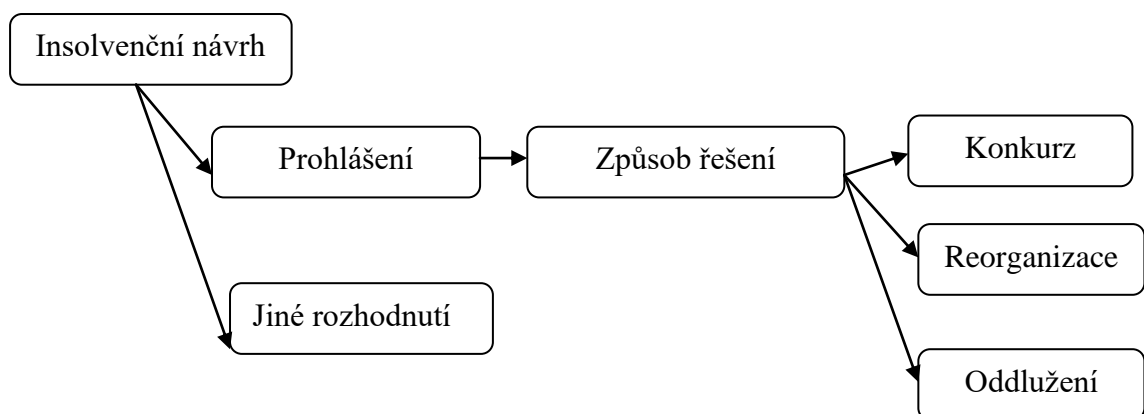 Insolvenční návrh
Prohlášení
Způsob řešení
Konkurz
Reorganizace
Jiné rozhodnutí
Oddlužení